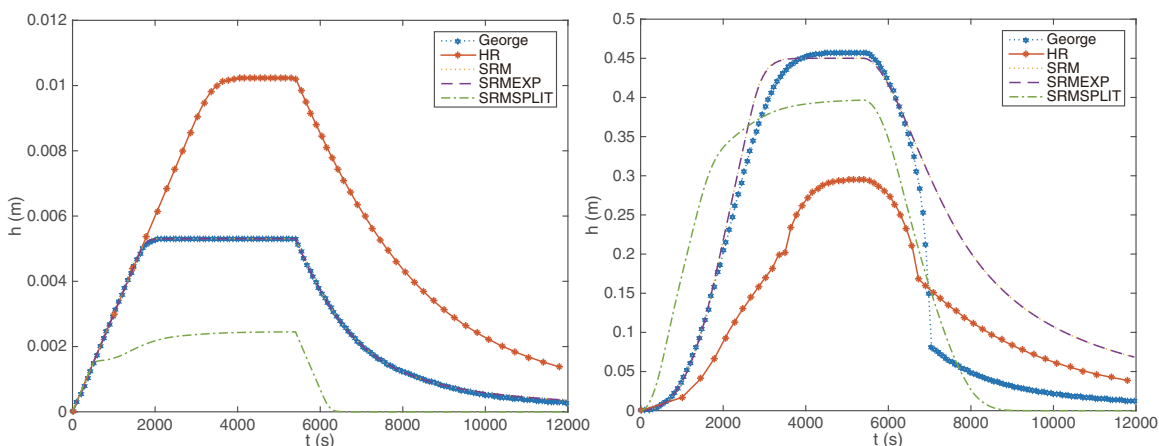 0.012
0.01
0.008
0.006
0.004
0.002
0
h (m)
0 2000 4000 6000 8000 10000 12000
t (s)
George
HR
SRM
SRMEXP
SRMSPLIT
0.5
0.45
0.4
0.35
0.3
0.25
0.2
0.15
0.1
0.05
0
h (m)
0 2000 4000 6000 8000 10000 12000
t (s)
George
HR
SRM
SRMEXP
SRMSPLIT